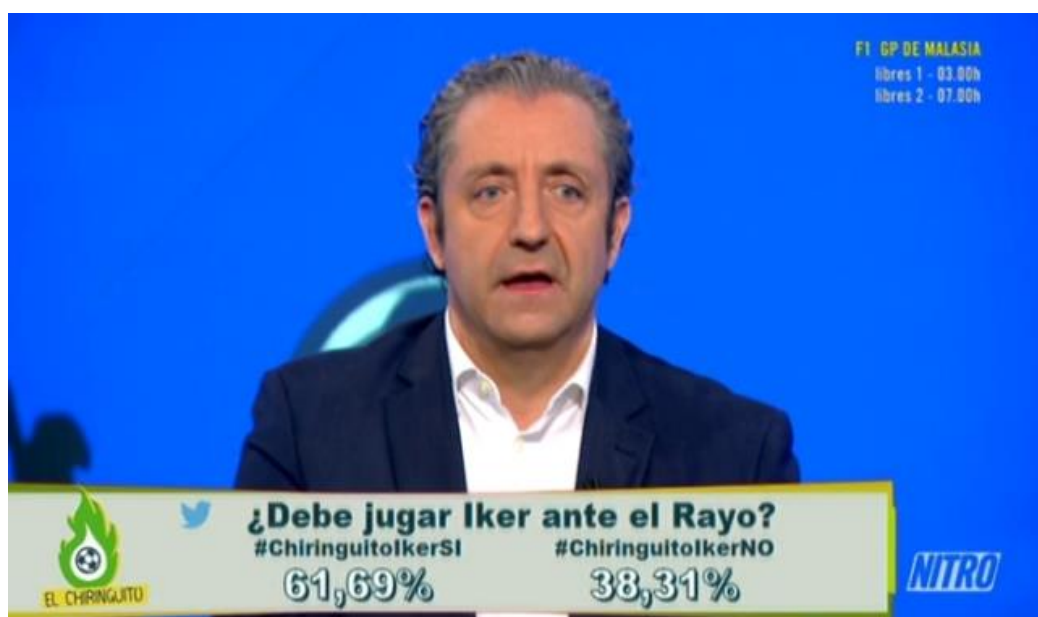 F1 GP DE MALASIA
libres 1 - 03.00h
libres 2 - 07.00h
¿Debe jugar Iker ante el Rayo?
#ChiringuitoIkerSI #ChiringuitoIkerNO
61,69% 38,31%
EL CHIRINGUITO
NITRO